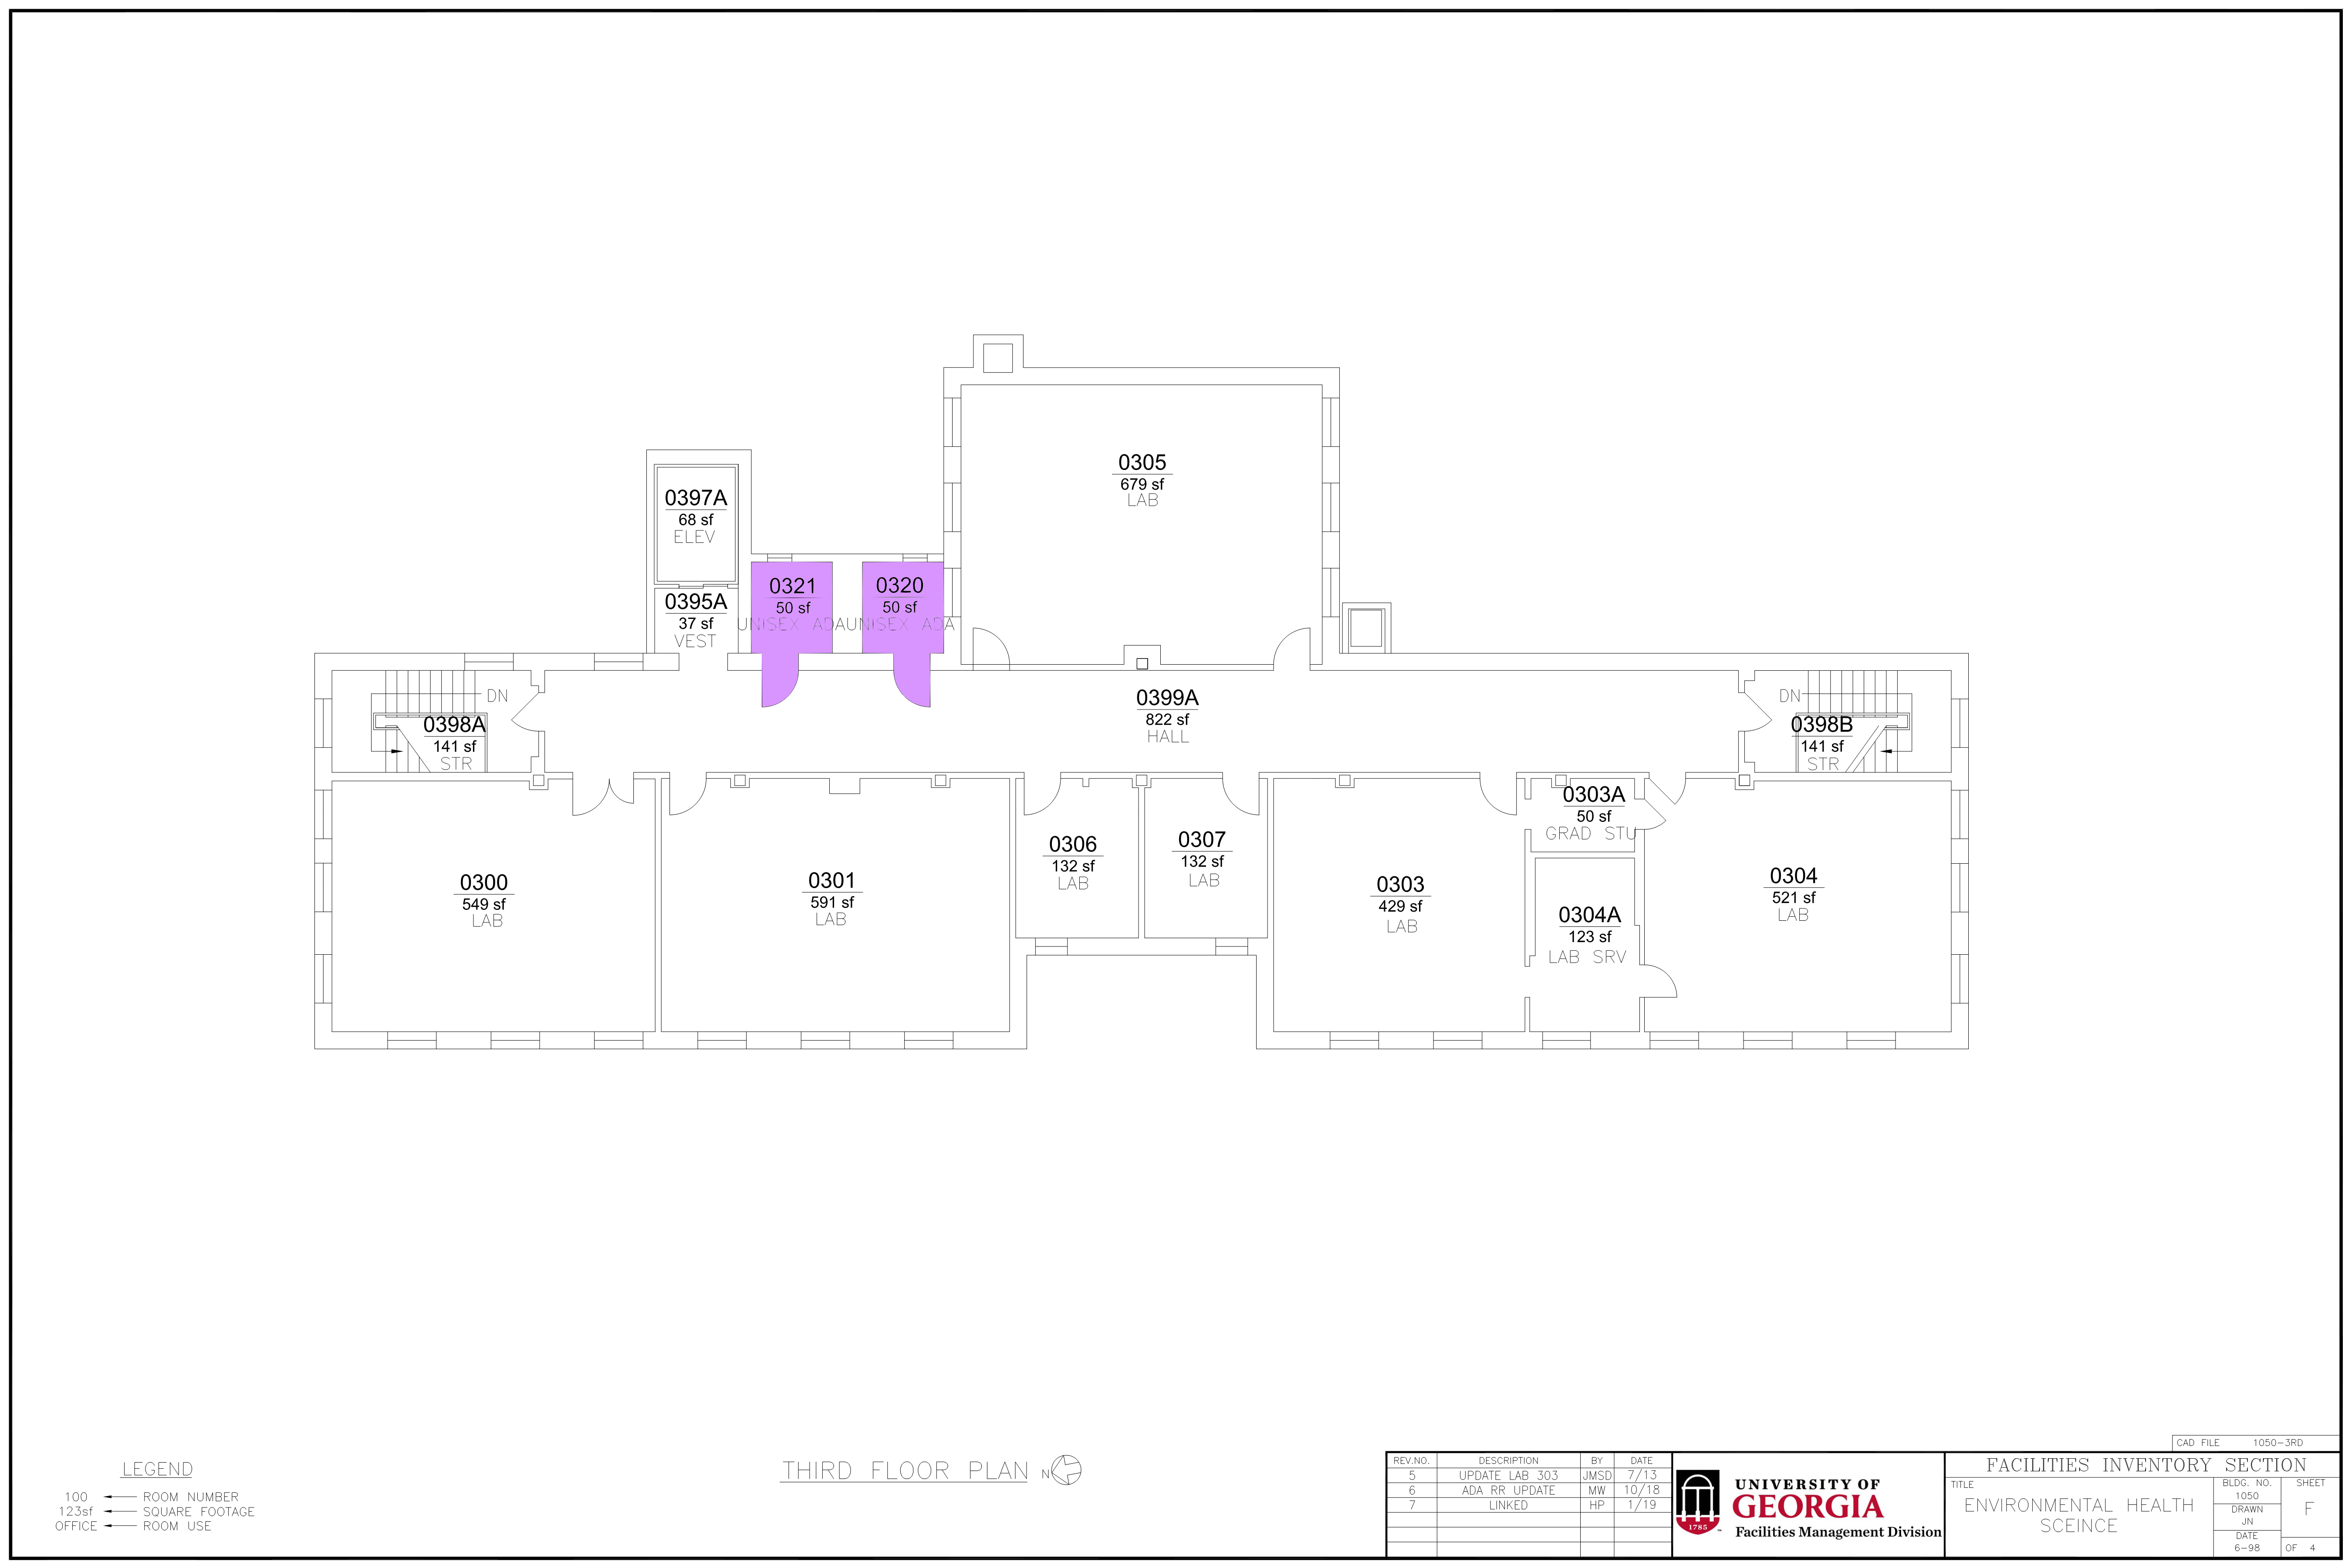 0305
679 sf
LAB
0397A
68 sf
ELEV
0321
50 sf
UNISEX ADA
0320
50 sf
UNISEX ADA
0395A
37 sf
VEST
DN
0398A
141 sf
STR
0399A
822 sf
HALL
DN
0398B
141 sf
STR
0300
549 sf
LAB
0301
591 sf
LAB
0306
132 sf
LAB
0307
132 sf
LAB
0303
429 sf
LAB
0303A
50 sf
GRAD STU
0304A
123 sf
LAB SRV
0304
521 sf
LAB
LEGEND
100 ROOM NUMBER
123sf SQUARE FOOTAGE
OFFICE ROOM USE
THIRD FLOOR PLAN N
REV.NO. DESCRIPTION BY DATE
5 UPDATE LAB 303 JMSD 7/13
6 ADA RR UPDATE MW 10/18
7 LINKED HP 1/19
1785
UNIVERSITY OF
GEORGIA
Facilities Management Division
CAD FILE 1050-3RD
FACILITIES INVENTORY SECTION
TITLE
ENVIRONMENTAL HEALTH
SCEINCE
BLDG. NO.
1050
DRAWN
JN
DATE
6-98
SHEET
F
OF 4